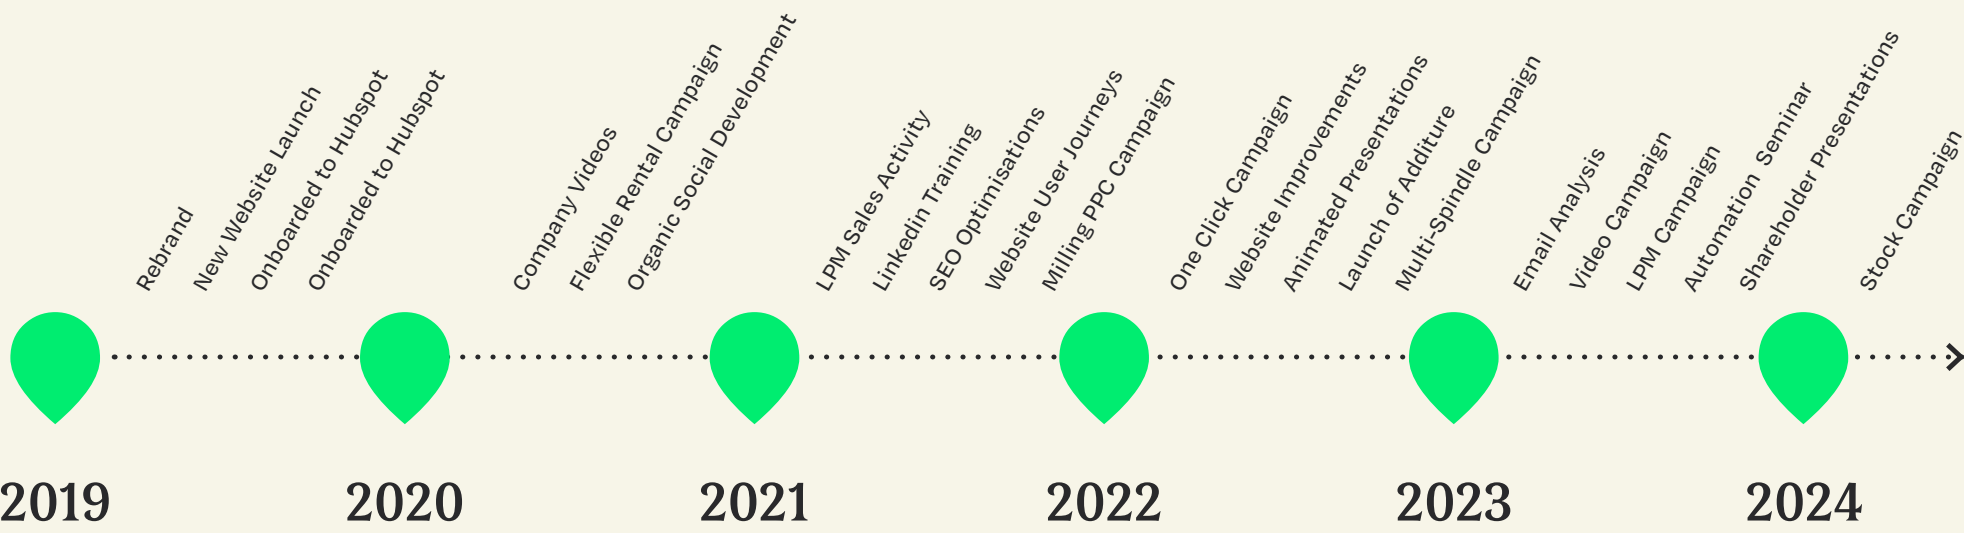 Rebrand
New Website Launch
Onboarded to Hubspot
Onboarded to Hubspot
Company Videos
Flexible Rental Campaign
Organic Social Development
LPM Sales Activity
Linkedin Training
SEO Optimisations
Website User Journeys
Milling PPC Campaign
One Click Campaign
Website Improvements
Animated Presentations
Launch of Additure
Multi-Spindle Campaign
Email Analysis
Video Campaign
LPM Campaign
Automation Seminar
Shareholder Presentations
Stock Campaign
2019
2020
2021
2022
2023
2024